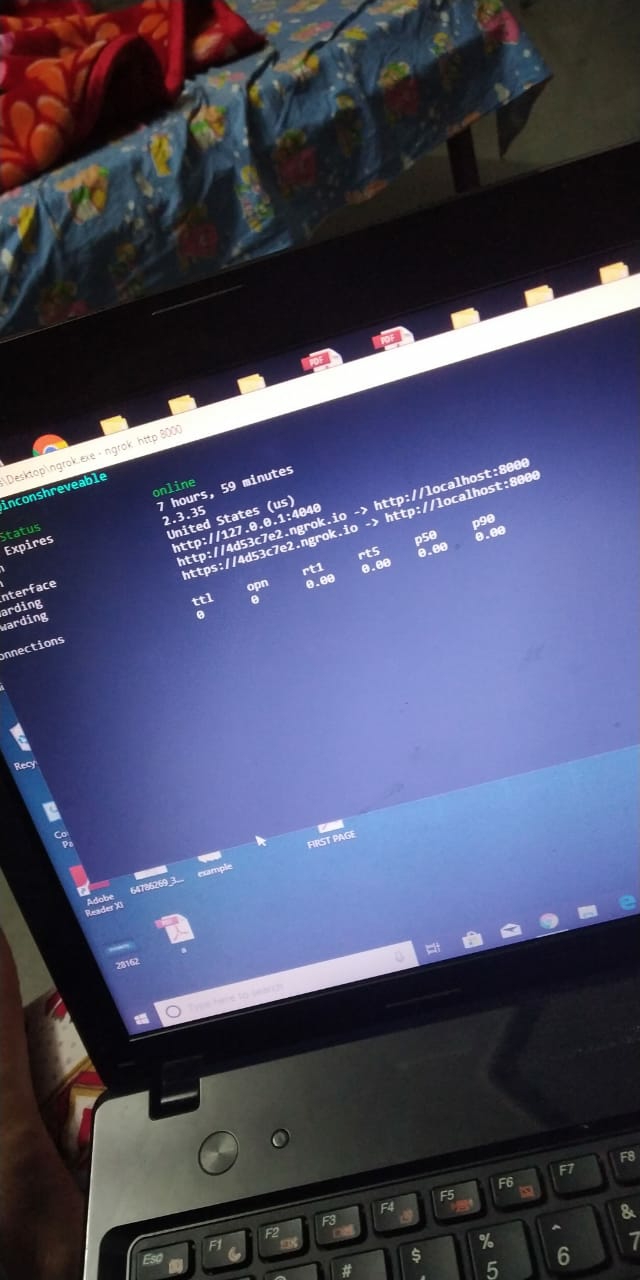 PDF
PDF
s\Desktop\ngrok.exe - ngrok http 8000
@inconshreveable
Status online
Expires 7 hours, 59 minutes
n 2.3.35
n United States (us)
nterface http://127.0.0.1:4040
arding http://4d53c7e2.ngrok.io -> http://localhost:8000
warding https://4d53c7e2.ngrok.io -> http://localhost:8000
onnections ttl opn rt1 rt5 p50 p90
0 0 0.00 0.00 0.00 0.00
Recy
Co
Pa
Adobe
Reader XI
64786269_3...
example
FIRST PAGE
28162
a
Type here to search
Esc F1 F2 F3 F4 F5 F6 F7 F8
# $ % ^ &
5 6 7